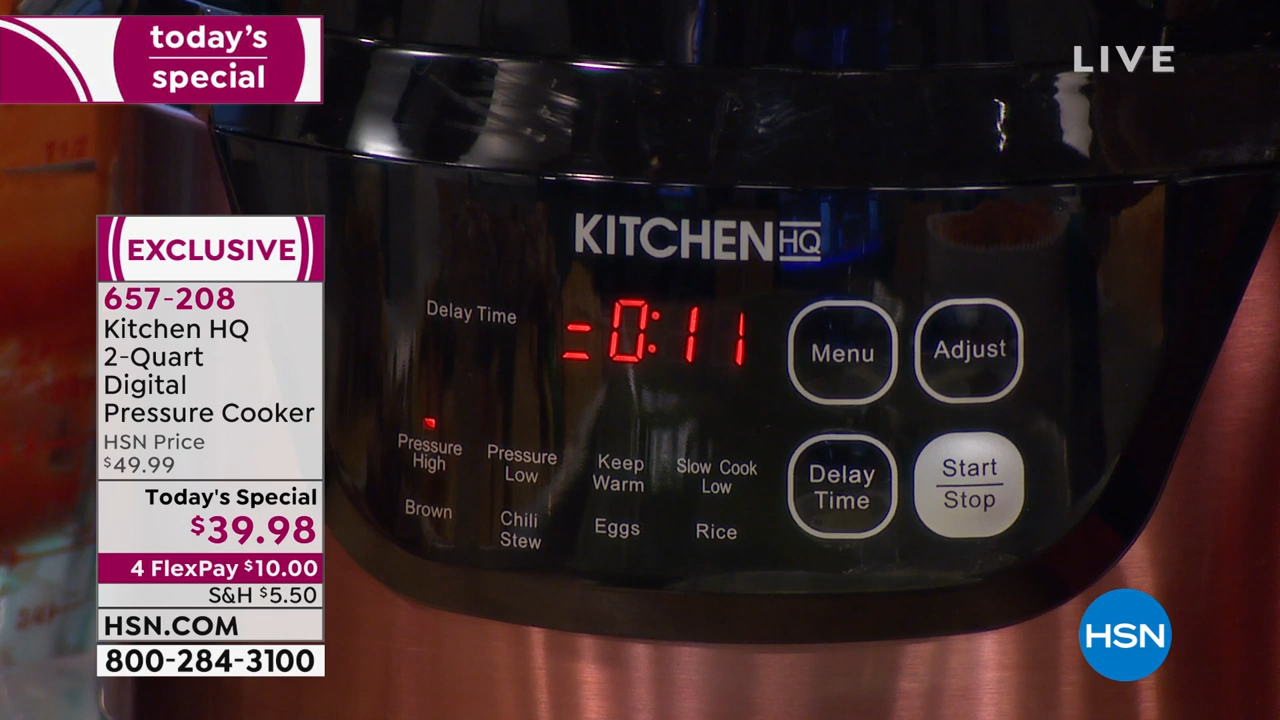 today's
special
LIVE
EXCLUSIVE
657-208
Kitchen HQ
2-Quart
Digital
Pressure Cooker
HSN Price
$49.99
Today's Special
$39.98
4 FlexPay $10.00
S&H $5.50
HSN.COM
800-284-3100
KITCHEN HQ
Delay Time
0:11
Menu
Adjust
Pressure
High
Pressure
Low
Keep
Warm
Slow Cook
Low
Brown
Chili
Stew
Eggs
Rice
Delay
Time
Start
Stop
HSN